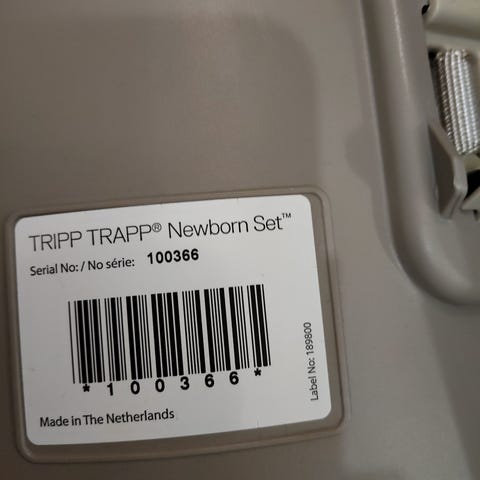 TRIPP TRAPP® Newborn Set™
Serial No: / No série: 100366
*100366*
Made in The Netherlands
Label No: 189800